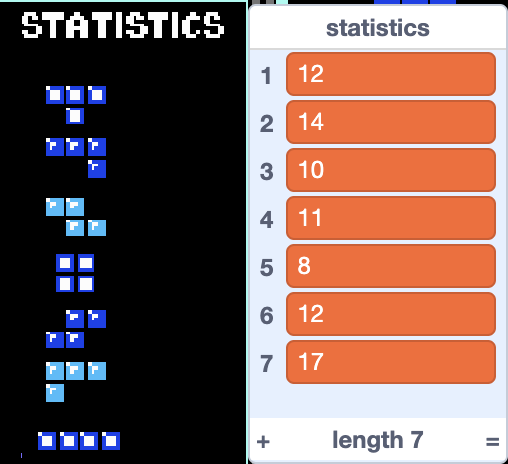 STATISTICS
statistics
1 12
2 14
3 10
4 11
5 8
6 12
7 17
+ length 7 =